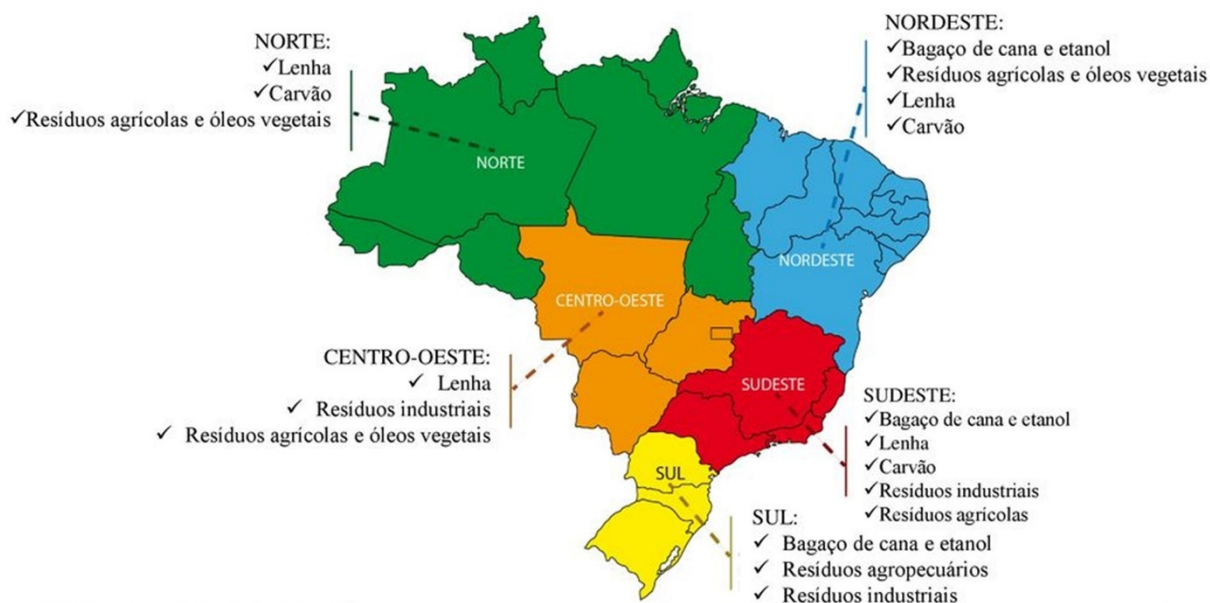 NORTE:
✓Lenha
✓Carvão
✓Resíduos agrícolas e óleos vegetais
NORDESTE:
✓Bagaço de cana e etanol
✓Resíduos agrícolas e óleos vegetais
✓Lenha
✓Carvão
NORTE
NORDESTE
CENTRO-OESTE
CENTRO-OESTE:
✓ Lenha
✓ Resíduos industriais
✓ Resíduos agrícolas e óleos vegetais
SUDESTE
SUDESTE:
✓Bagaço de cana e etanol
✓Lenha
✓Carvão
✓Resíduos industriais
✓Resíduos agrícolas
SUL
SUL:
✓ Bagaço de cana e etanol
✓ Resíduos agropecuários
✓ Resíduos industriais